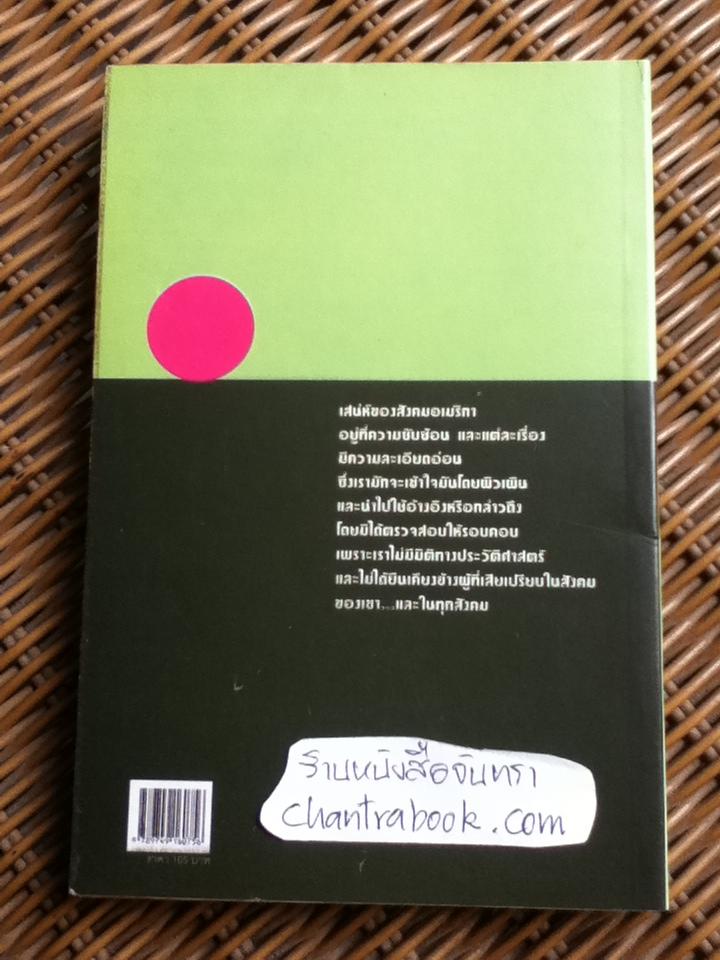 เสน่ห์ของสังคมอเมริกา
อยู่ที่ความซับซ้อน และแต่ละเรื่อง
มีความละเอียดอ่อน
ซึ่งเรามักจะเข้าใจมันโดยผิวเผิน
และนำไปใช้อ้างอิงหรือกล่าวถึง
โดยมิได้ตรวจสอบให้รอบคอบ
เพราะเราไม่มีมิติทางประวัติศาสตร์
และไม่ได้ยืนเคียงข้างผู้ที่เสียเปรียบในสังคม
ของเขา....และในทุกสังคม
ร้านหนังสือจันทรา
chantrabook.com
ราคา 165 บาท